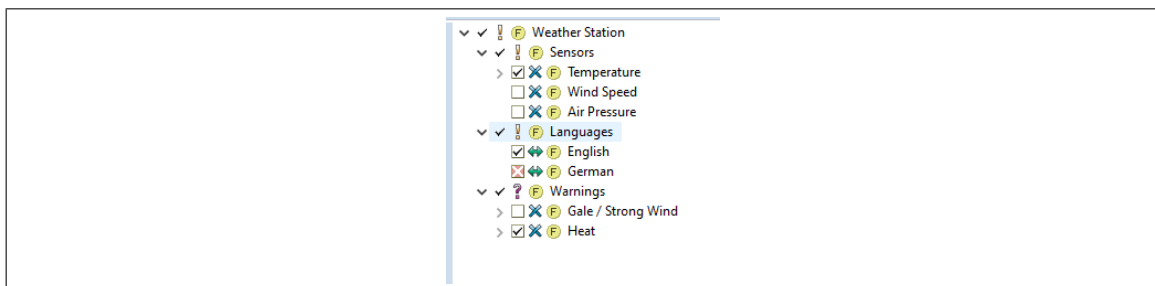 F Weather Station
F Sensors
F Temperature
F Wind Speed
F Air Pressure
F Languages
F English
F German
? F Warnings
F Gale / Strong Wind
F Heat